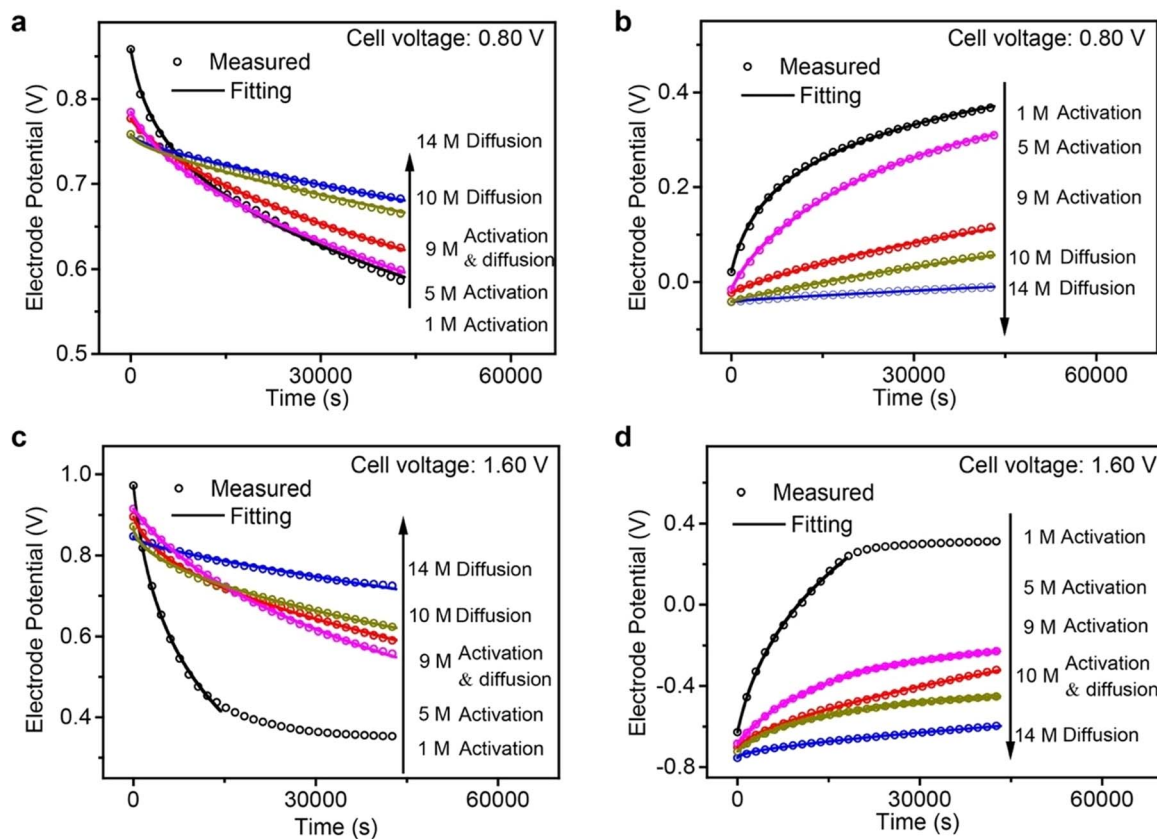 a
Cell voltage: 0.80 V
Measured
Fitting
14 M Diffusion
10 M Diffusion
9 M Activation & diffusion
5 M Activation
1 M Activation
0.8
0.7
0.6
0.5
Electrode Potential (V)
0
30000
60000
Time (s)
b
Cell voltage: 0.80 V
Measured
Fitting
1 M Activation
5 M Activation
9 M Activation
10 M Diffusion
14 M Diffusion
0.4
0.2
0.0
Electrode Potential (V)
0
30000
60000
Time (s)
c
Cell voltage: 1.60 V
Measured
Fitting
14 M Diffusion
10 M Diffusion
9 M Activation & diffusion
5 M Activation
1 M Activation
1.0
0.8
0.6
0.4
Electrode Potential (V)
0
30000
60000
Time (s)
d
Cell voltage: 1.60 V
Measured
Fitting
1 M Activation
5 M Activation
9 M Activation
10 M Activation & diffusion
14 M Diffusion
0.4
0.0
-0.4
-0.8
Electrode Potential (V)
0
30000
60000
Time (s)